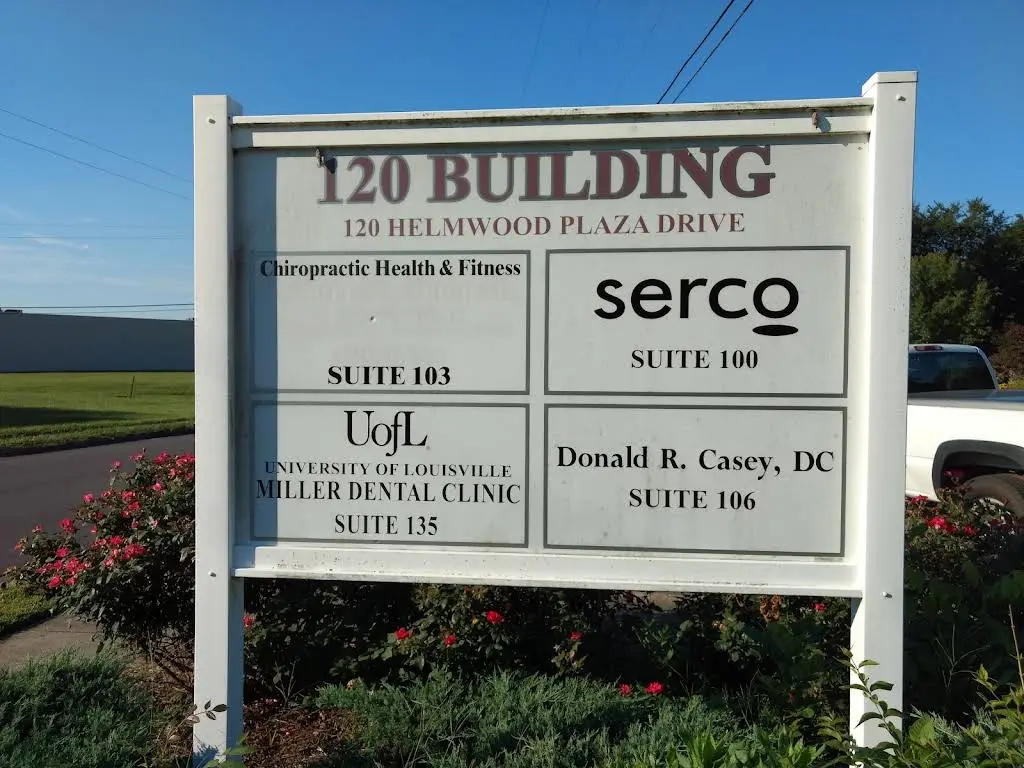 120 BUILDING
120 HELMWOOD PLAZA DRIVE
Chiropractic Health & Fitness
SUITE 103
serco
SUITE 100
UofL
UNIVERSITY OF LOUISVILLE
MILLER DENTAL CLINIC
SUITE 135
Donald R. Casey, DC
SUITE 106